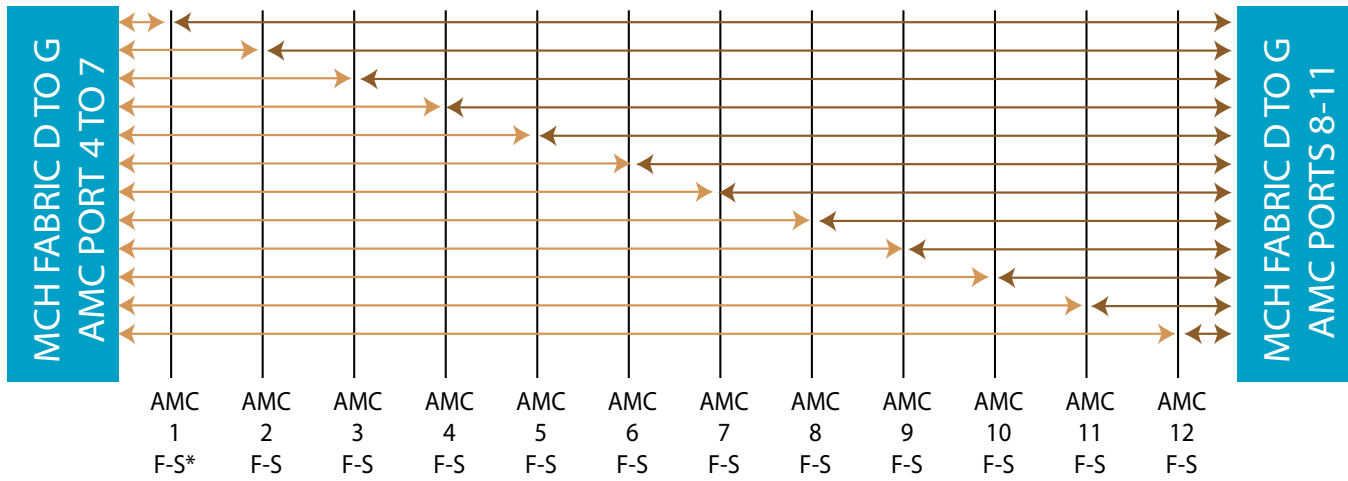 MCH FABRIC D TO G
AMC PORT 4 TO 7
MCH FABRIC D TO G
AMC PORTS 8-11
AMC AMC AMC AMC AMC AMC AMC AMC AMC AMC AMC AMC
1 2 3 4 5 6 7 8 9 10 11 12
F-S* F-S F-S F-S F-S F-S F-S F-S F-S F-S F-S F-S